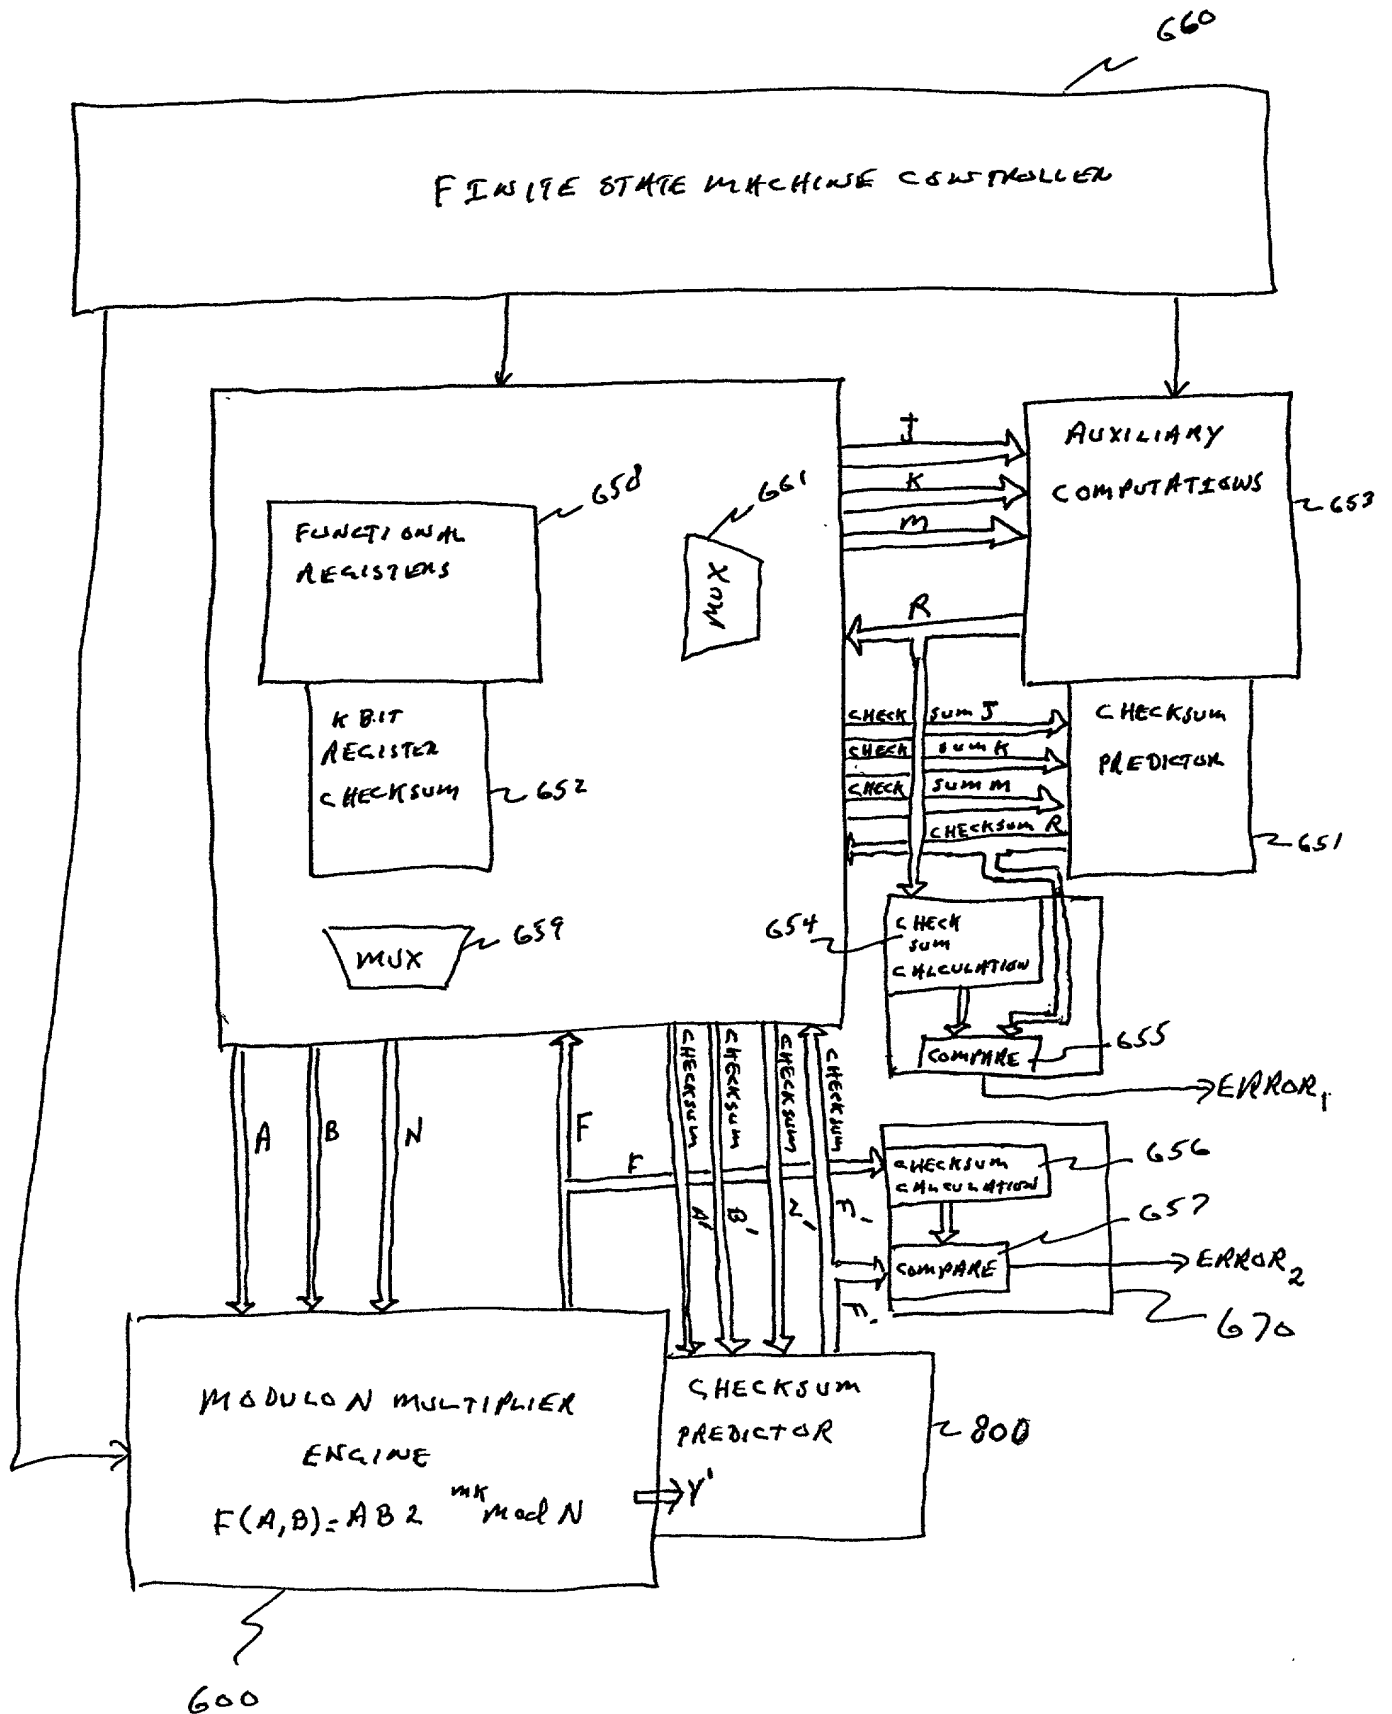 660
FINITE STATE MACHINE CONTROLLER
J
K
M
R
AUXILIARY
COMPUTATIONS
653
658
FUNCTIONAL
REGISTERS
661
MUX
K BIT
REGISTER
CHECKSUM
652
CHECK SUM J
CHECK SUM K
CHECK SUM M
CHECKSUM R
CHECKSUM
PREDICTOR
651
MUX
659
654
CHECK
SUM
CALCULATION
COMPARE
655
ERROR1
A
B
N
F
F
CHECKSUM A'
CHECKSUM B'
CHECKSUM N'
CHECKSUM F'
F'
CHECKSUM
CALCULATION
656
657
COMPARE
ERROR2
670
MODULO N MULTIPLIER
ENGINE
F(A,B)=AB2^mk mod N
Y'
CHECKSUM
PREDICTOR
800
600